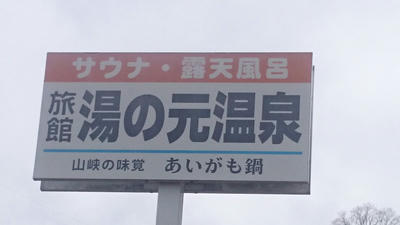 サウナ・露天風呂
旅館 湯の元温泉
山峡の味覚 あいがも鍋